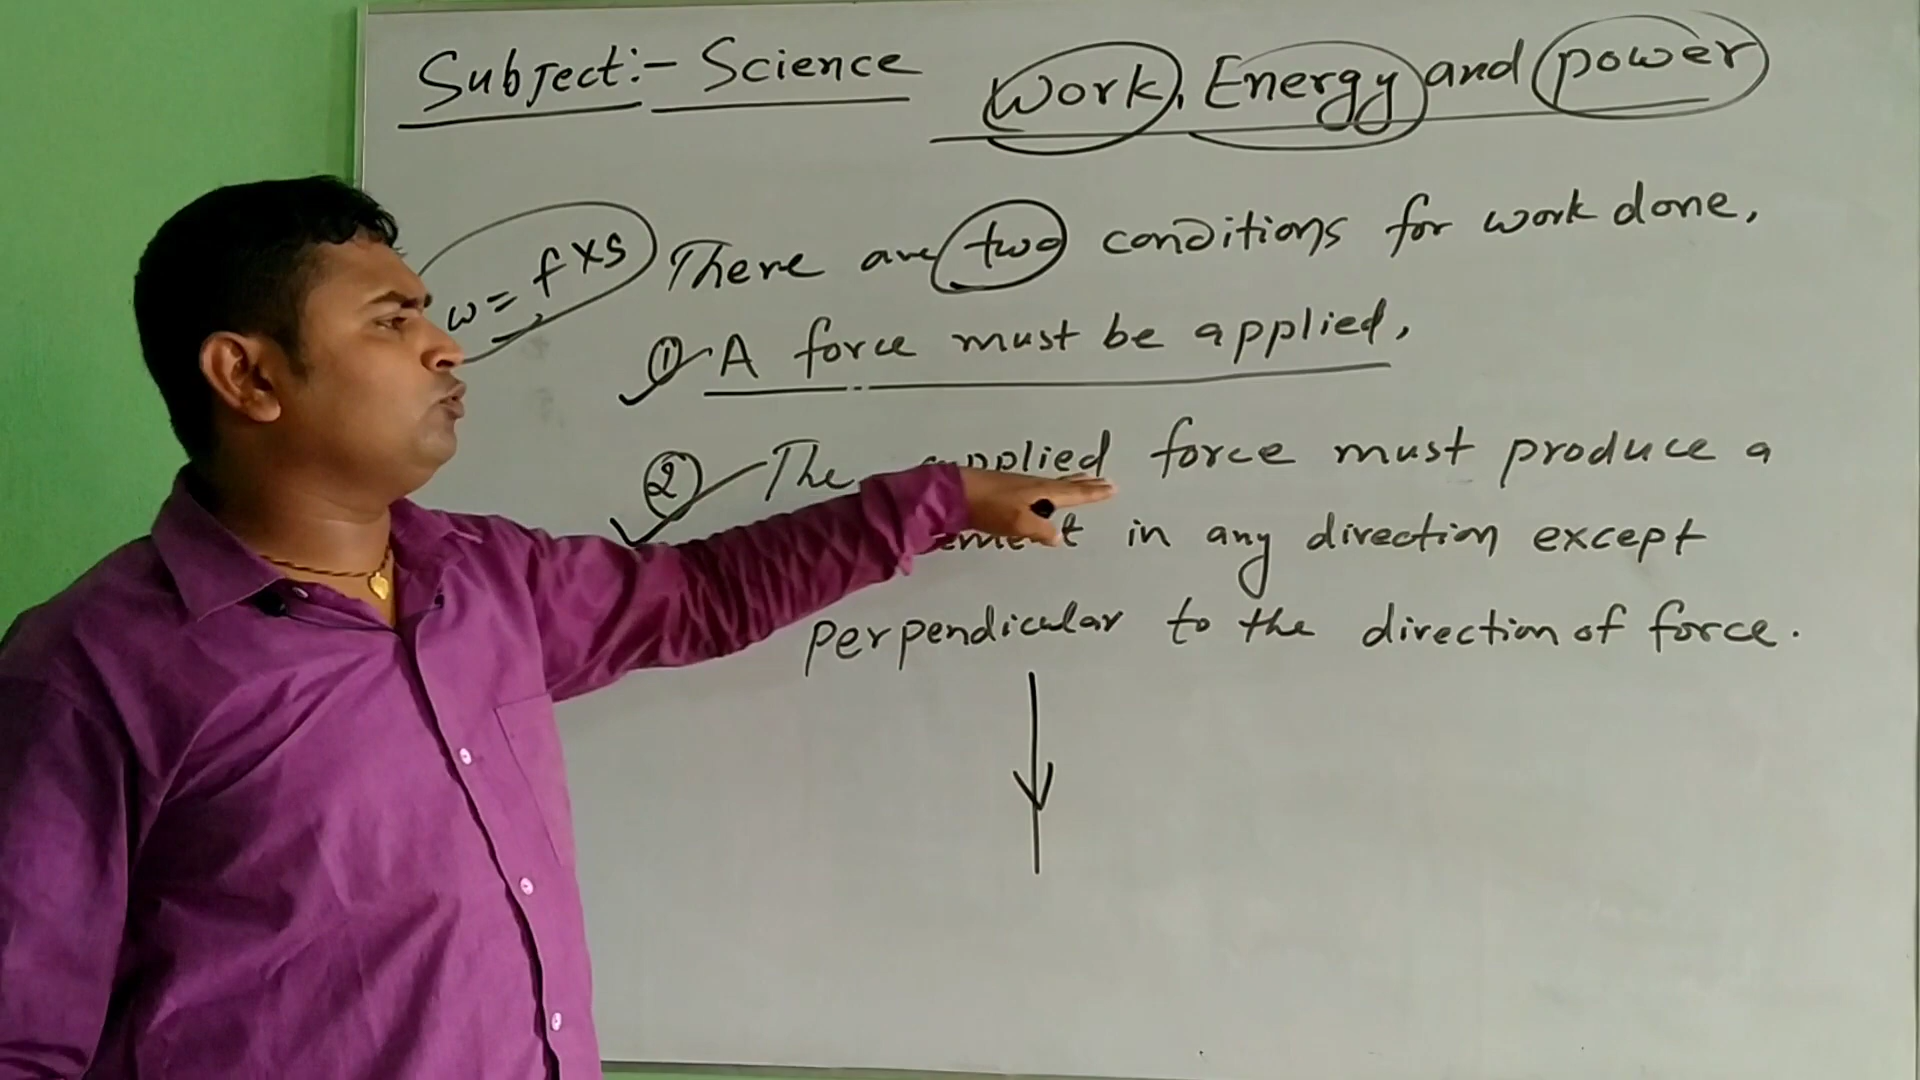 Subject:- Science
Work, Energy and power
w = f×s
There are two conditions for work done,
① A force must be applied,
② The applied force must produce a
in any direction except
perpendicular to the direction of force.